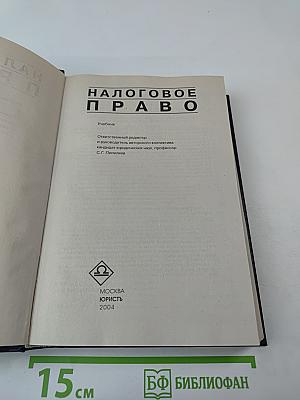 НАЛОГОВОЕ
ПРАВО
Учебник
Ответственный редактор
и руководитель авторского коллектива
кандидат юридических наук, профессор
С.Г. Пепеляев
МОСКВА
ЮРИСТЪ
2004
15 см
БФ БИБЛИОФАН